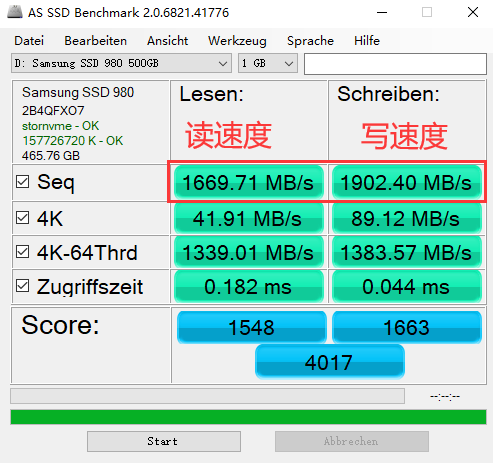 AS SSD Benchmark 2.0.6821.41776
Datei Bearbeiten Ansicht Werkzeug Sprache Hilfe
D: Samsung SSD 980 500GB 1 GB
Samsung SSD 980 Lesen: Schreiben:
2B4QFXO7
stornvme - OK 读速度 写速度
157726720 K - OK
465.76 GB
Seq 1669.71 MB/s 1902.40 MB/s
4K 41.91 MB/s 89.12 MB/s
4K-64Thrd 1339.01 MB/s 1383.57 MB/s
Zugriffszeit 0.182 ms 0.044 ms
Score: 1548 1663
4017
--:--:--
Start Abbrechen